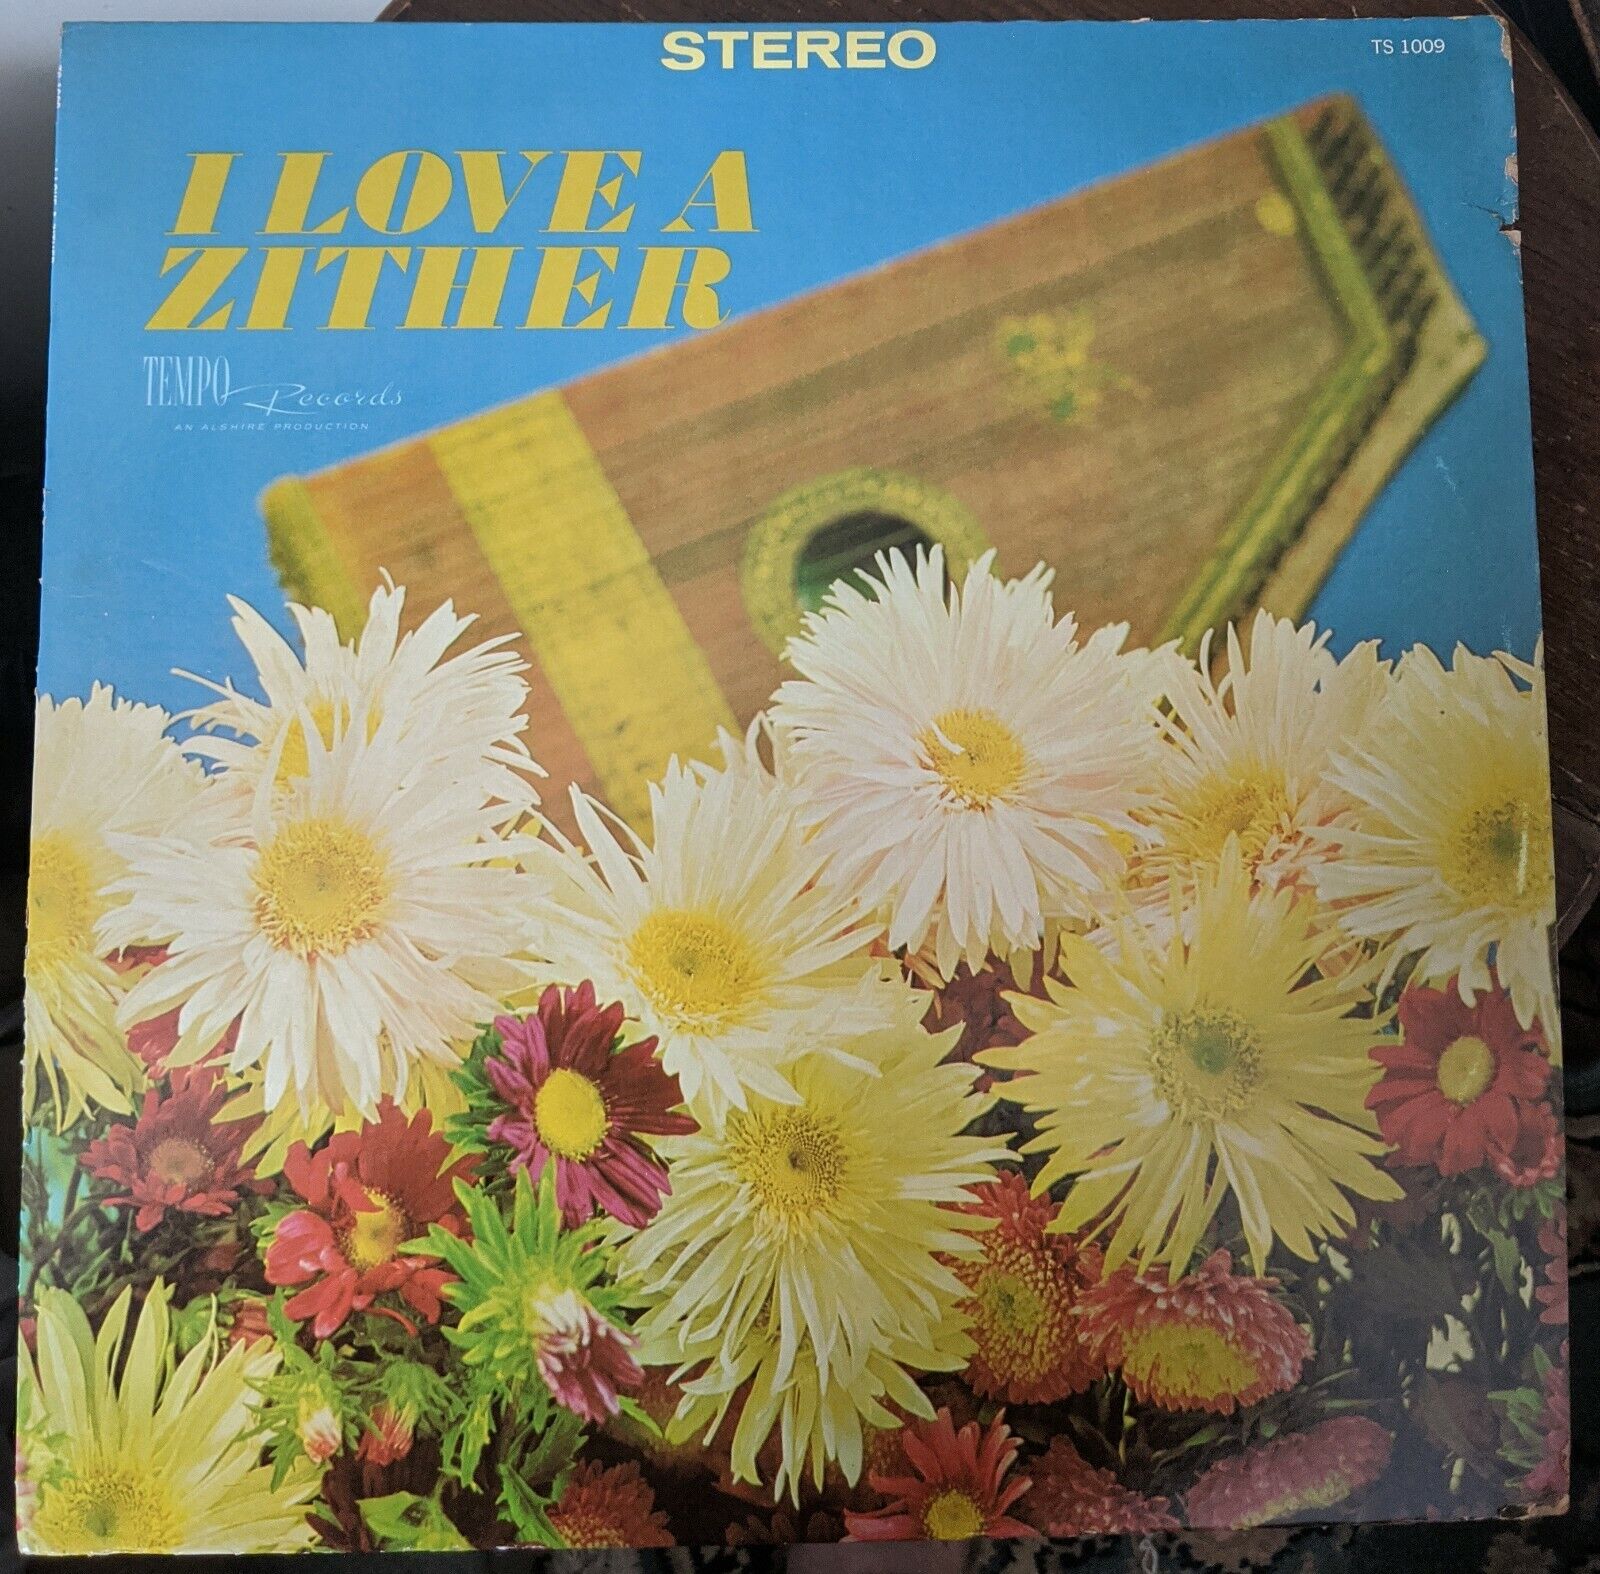 STEREO
TS 1009
I LOVE A
ZITHER
TEMPO Records
AN ALSHIRE PRODUCTION